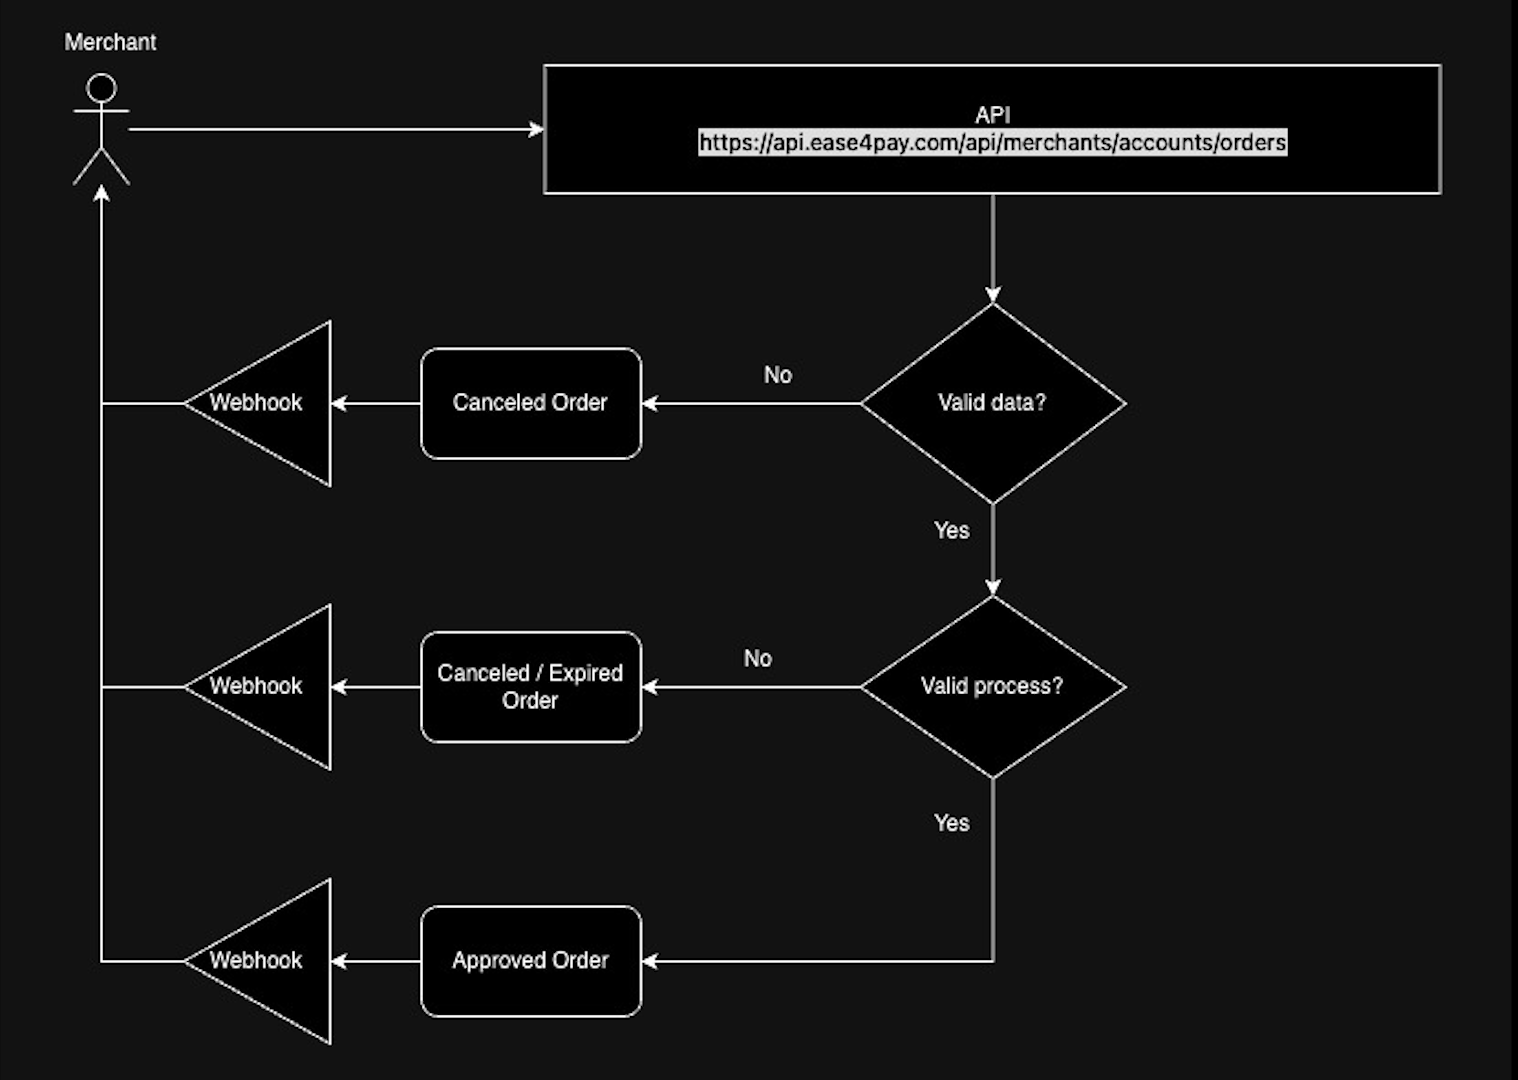 Merchant
API
https://api.ease4pay.com/api/merchants/accounts/orders
Webhook
Canceled Order
No
Valid data?
Yes
Webhook
Canceled / Expired
Order
No
Valid process?
Yes
Webhook
Approved Order